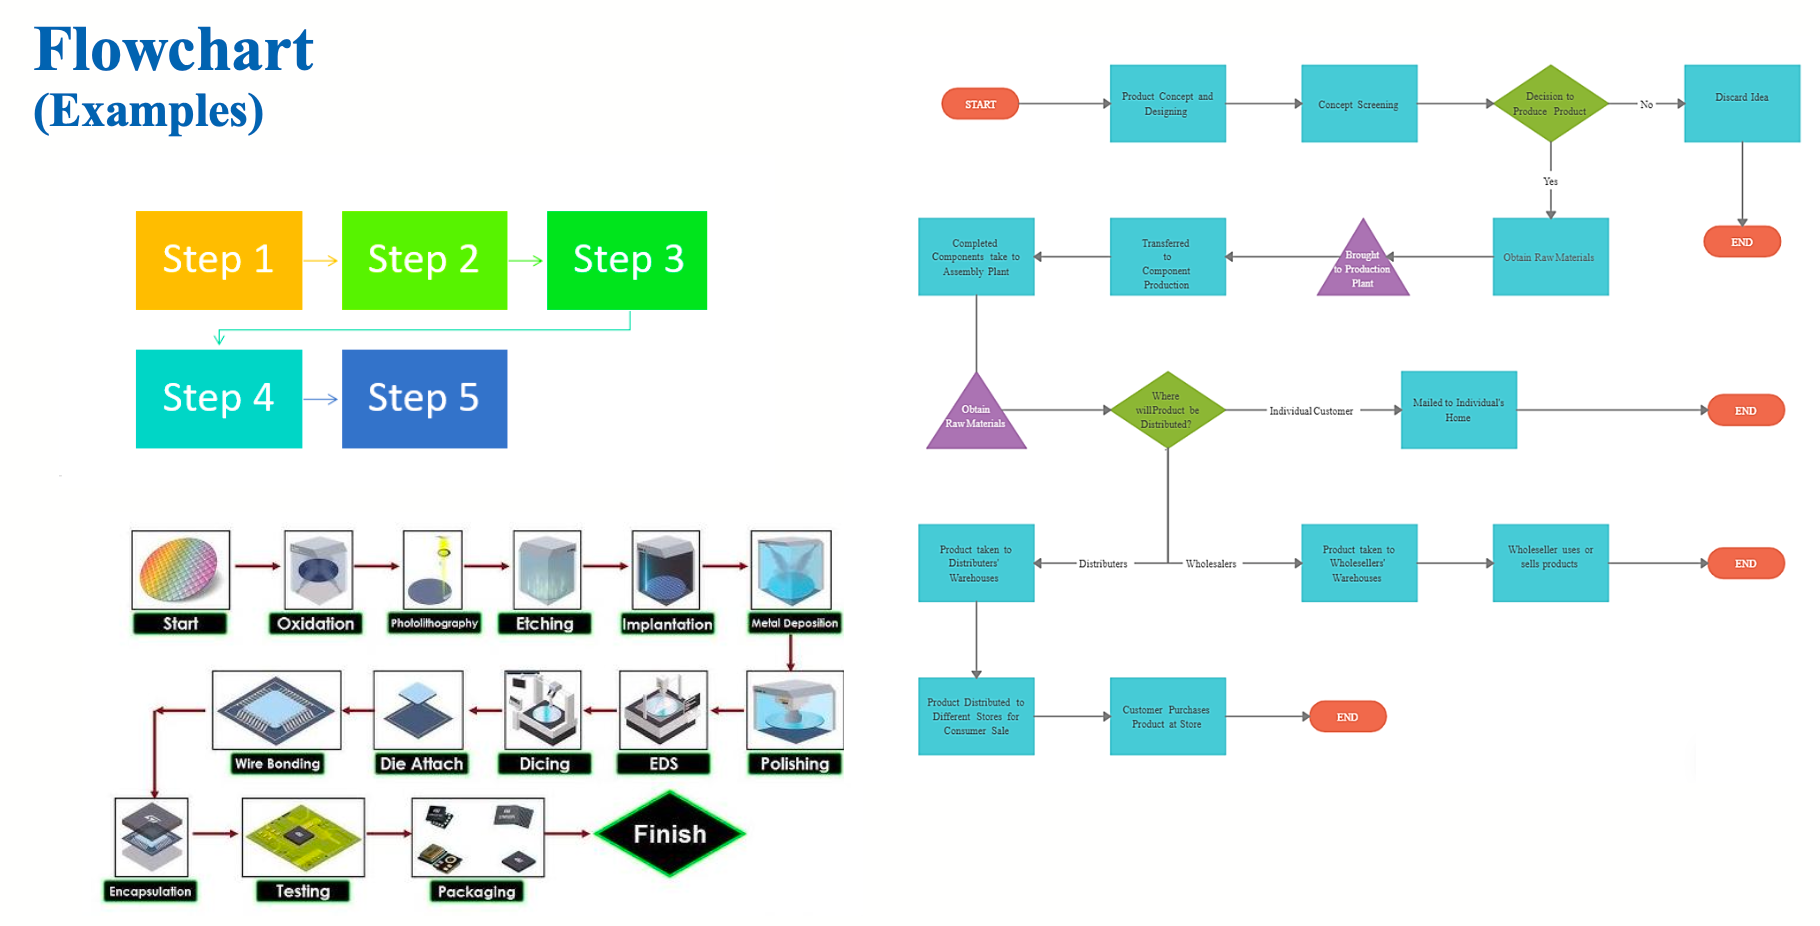 Flowchart
(Examples)
Step 1
Step 2
Step 3
Step 4
Step 5
Start
Oxidation
Photolithography
Etching
Implantation
Metal Deposition
Wire Bonding
Die Attach
Dicing
EDS
Polishing
Encapsulation
Testing
Packaging
Finish
START
Product Concept and
Designing
Concept Screening
Decision to
Produce Product
No
Discard Idea
Yes
END
Completed
Components take to
Assembly Plant
Transferred
to
Component
Production
Brought
to Production
Plant
Obtain Raw Materials
Obtain
Raw Materials
Where
willProduct be
Distributed?
Individual Customer
Mailed to Individual's
Home
END
Product taken to
Distributers'
Warehouses
Distributers
Wholesalers
Product taken to
Wholesellers'
Warehouses
Wholeseller uses or
sells products
END
Product Distributed to
Different Stores for
Consumer Sale
Customer Purchases
Product at Store
END